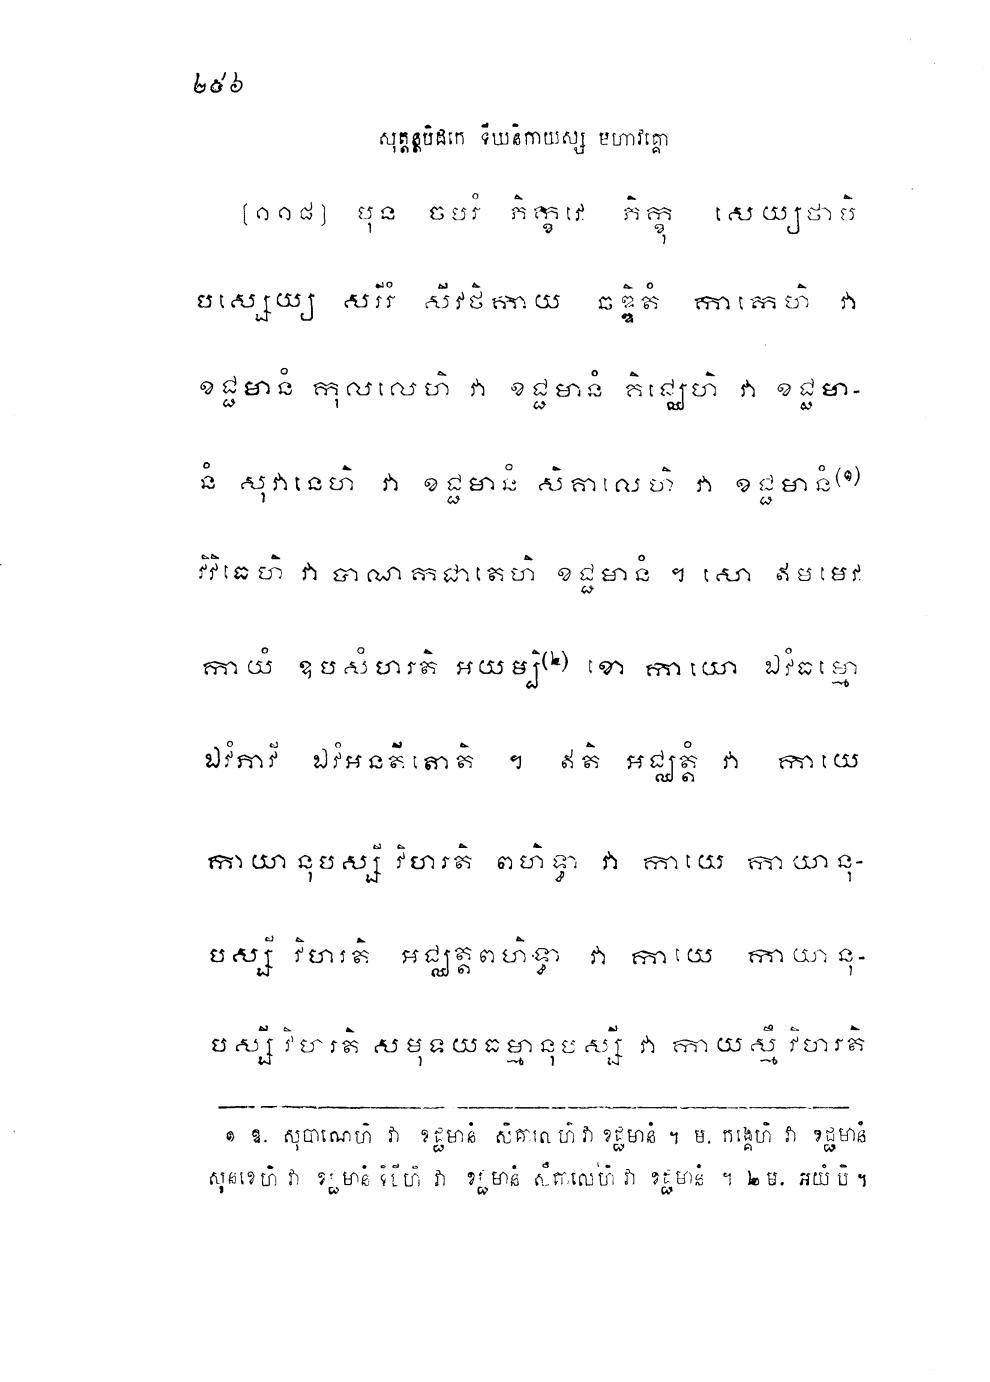 ២៥៦
សុត្តន្តបិដកេ ទីឃនិកាយស្ស មហាវគ្គោ
[១១៨] បុន ចបរំ ភិក្ខវេ ភិក្ខុ សេយ្យថាបិ
បស្សេយ្យ សរីរំ សីវថិកាយ ឆឌ្ឌិតំ កាកេហិ វា
ខជ្ជមានំ កុលលេហិ វា ខជ្ជមានំ គិជ្ឈេហិ វា ខជ្ជមា-
នំ សុវានេហិ វា ខជ្ជមានំ សិគាលេហិ វា ខជ្ជមានំ(១)
វិវិធេហិ វា បាណកជាតេហិ ខជ្ជមានំ ។ សោ ឥមមេវ
កាយំ ឧបសំហរតិ អយម្បិ(២) ខោ កាយោ ឯវំធម្មោ
ឯវំភាវី ឯវំអនតីតោតិ ។ ឥតិ អជ្ឈត្តំ វា កាយេ
កាយានុបស្សី វិហរតិ ពហិទ្ធា វា កាយេ កាយានុ-
បស្សី វិហរតិ អជ្ឈត្តពហិទ្ធា វា កាយេ កាយានុ-
បស្សី វិហរតិ សមុទយធម្មានុបស្សី វា កាយស្មឹ វិហរតិ
១ ឱ. សុបាណេហិ វា ខជ្ជមានំ សិគាលេហិ វា ខជ្ជមានំ ។ ម. កង្កេហិ វា ខជ្ជមានំ
សុនខេហិ វា ខជ្ជមានំ ទីបីហិ វា ខជ្ជមានំ សិគាលេហិ វា ខជ្ជមានំ ។ ២ ម. អយំ បិ ។